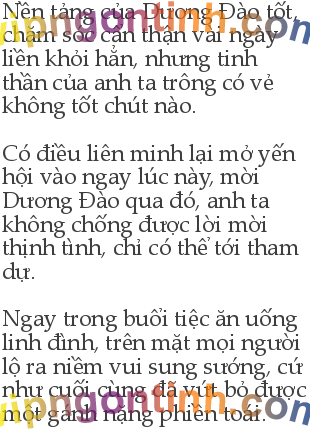 Nền tảng của Dương Đào tốt,
chăm sóc cẩn thận vài ngày
liền khỏi hẳn, nhưng tinh
thần của anh ta trông có vẻ
không tốt chút nào.
Có điều liên minh lại mở yến
hội vào ngay lúc này, mời
Dương Đào qua đó, anh ta
không chống được lời mời
thịnh tình, chỉ có thể tới tham
dự.
Ngay trong buổi tiệc ăn uống
linh đình, trên mặt mọi người
lộ ra niềm vui sung sướng, cứ
như cuối cùng đã vứt bỏ được
một gánh nặng phiền toái.
vipngontinh.com
vipngontinh.com